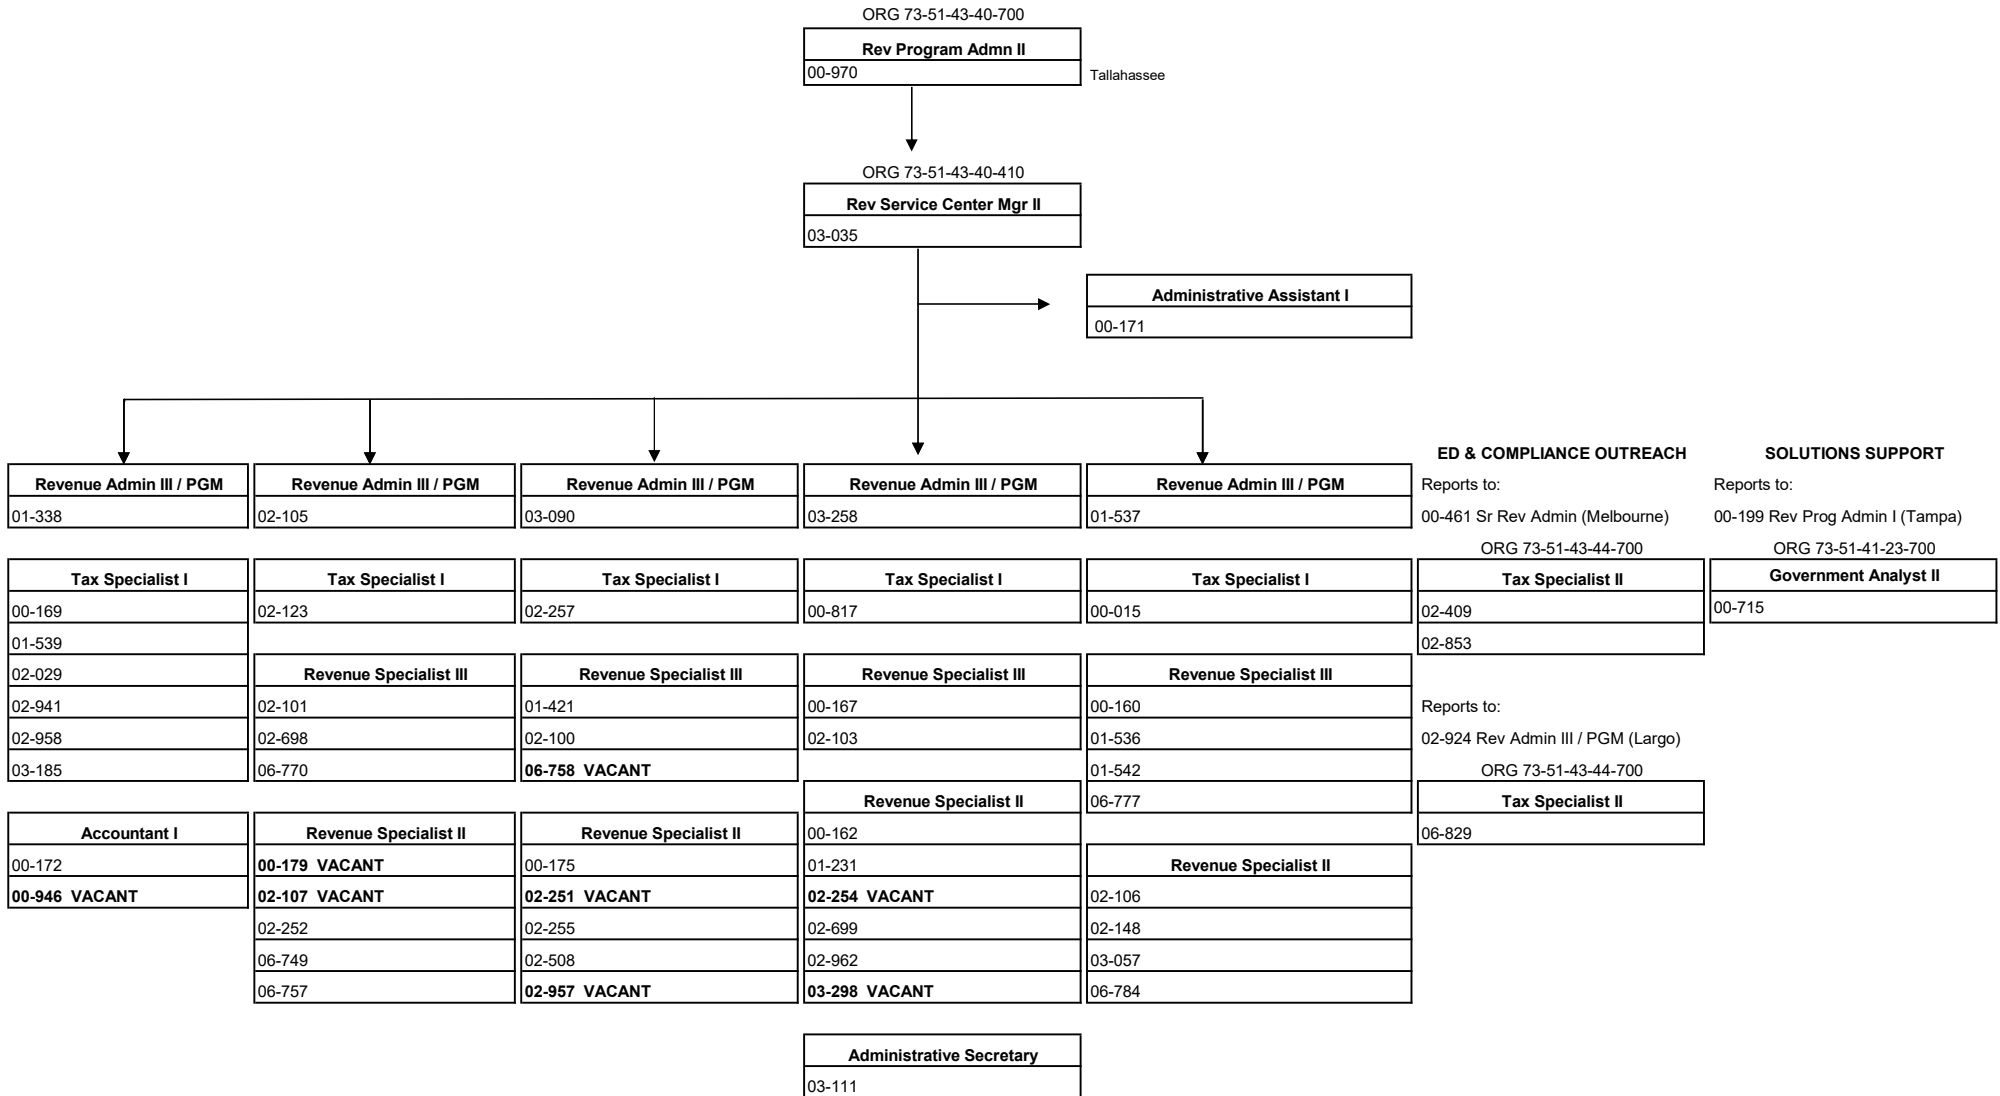 ORG 73-51-43-40-700
Rev Program Admn II
00-970
Tallahassee
ORG 73-51-43-40-410
Rev Service Center Mgr II
03-035
Administrative Assistant I
00-171
Revenue Admin III / PGM
01-338
Tax Specialist I
00-169
01-539
02-029
02-941
02-958
03-185
Accountant I
00-172
00-946 VACANT
Revenue Admin III / PGM
02-105
Tax Specialist I
02-123
Revenue Specialist III
02-101
02-698
06-770
Revenue Specialist II
00-179 VACANT
02-107 VACANT
02-252
06-749
06-757
Revenue Admin III / PGM
03-090
Tax Specialist I
02-257
Revenue Specialist III
01-421
02-100
06-758 VACANT
Revenue Specialist II
00-175
02-251 VACANT
02-255
02-508
02-957 VACANT
Revenue Admin III / PGM
03-258
Tax Specialist I
00-817
Revenue Specialist III
00-167
02-103
Revenue Specialist II
00-162
01-231
02-254 VACANT
02-699
02-962
03-298 VACANT
Administrative Secretary
03-111
Revenue Admin III / PGM
01-537
Tax Specialist I
00-015
Revenue Specialist III
00-160
01-536
01-542
06-777
Revenue Specialist II
02-106
02-148
03-057
06-784
ED & COMPLIANCE OUTREACH
Reports to:
00-461 Sr Rev Admin (Melbourne)
ORG 73-51-43-44-700
Tax Specialist II
02-409
02-853
Reports to:
02-924 Rev Admin III / PGM (Largo)
ORG 73-51-43-44-700
Tax Specialist II
06-829
SOLUTIONS SUPPORT
Reports to:
00-199 Rev Prog Admin I (Tampa)
ORG 73-51-41-23-700
Government Analyst II
00-715